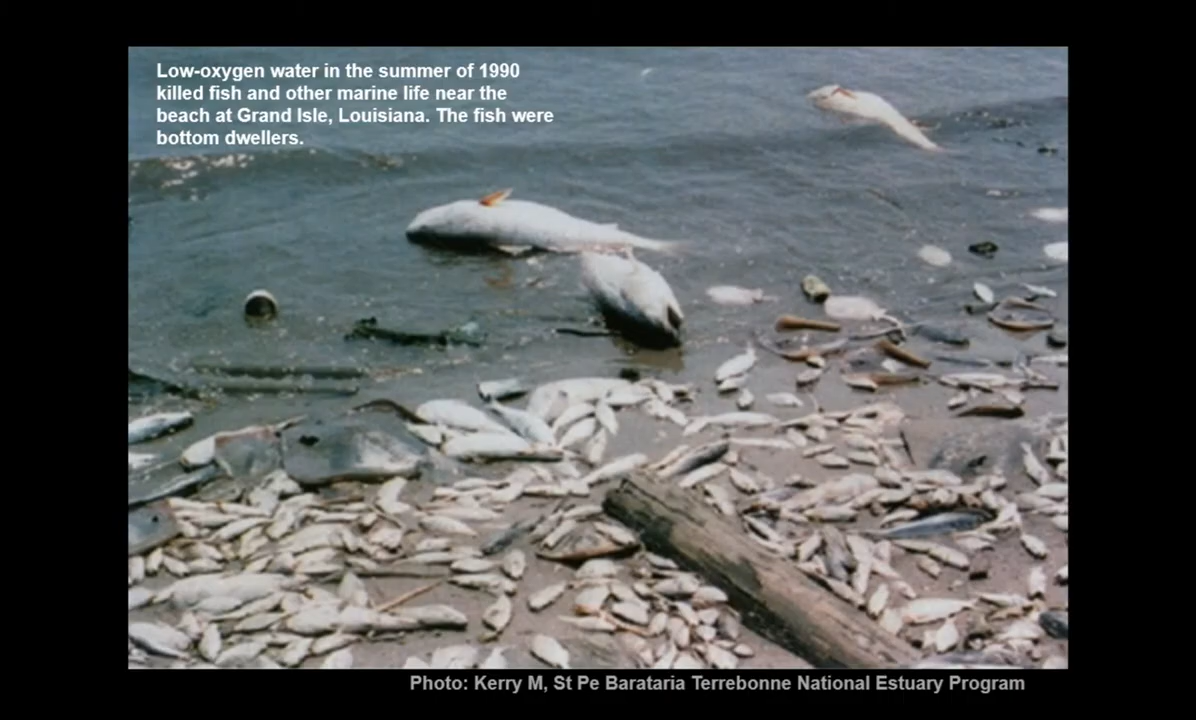 Low-oxygen water in the summer of 1990
killed fish and other marine life near the
beach at Grand Isle, Louisiana. The fish were
bottom dwellers.
Photo: Kerry M, St Pe Barataria Terrebonne National Estuary Program